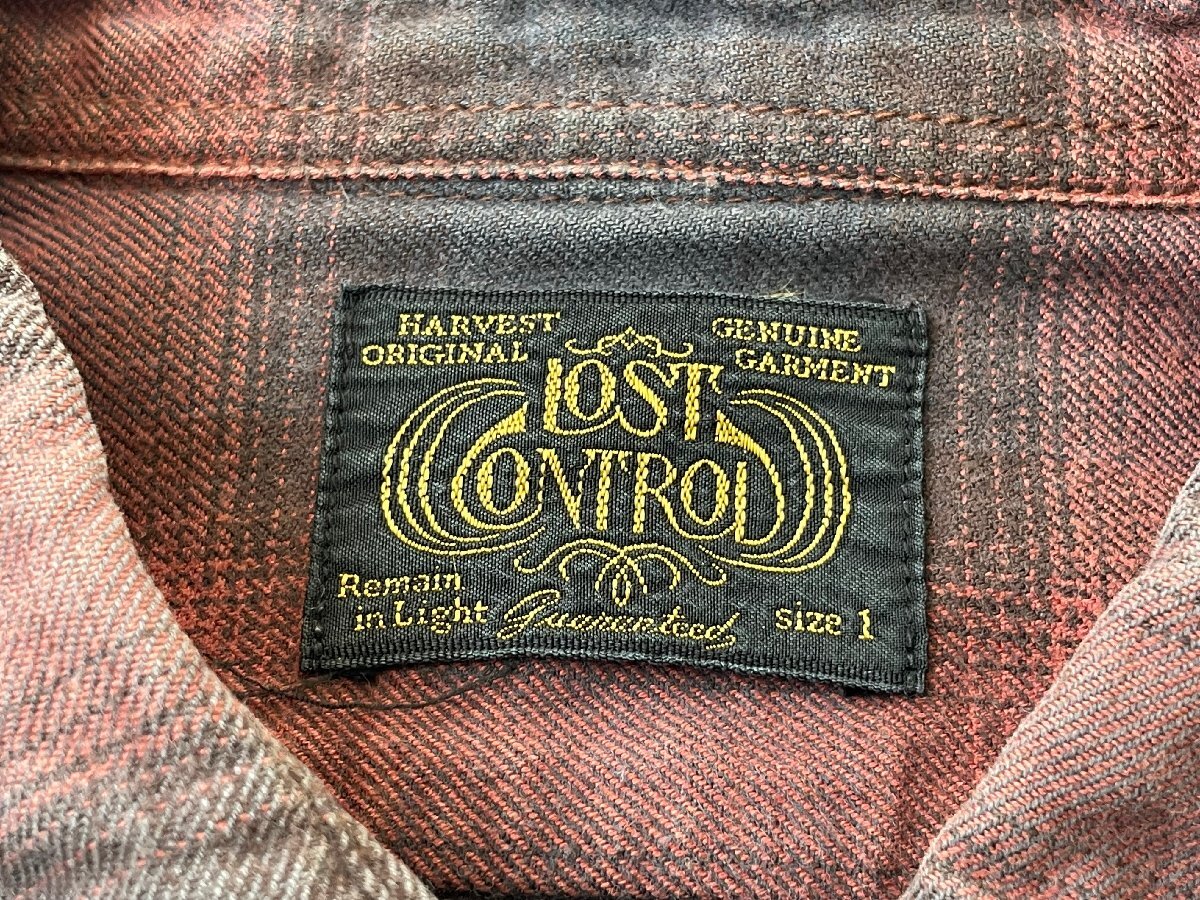 HARVEST
ORIGINAL
GENUINE
GARMENT
LOST
CONTROL
Remain
in Light
Guaranteed
size 1